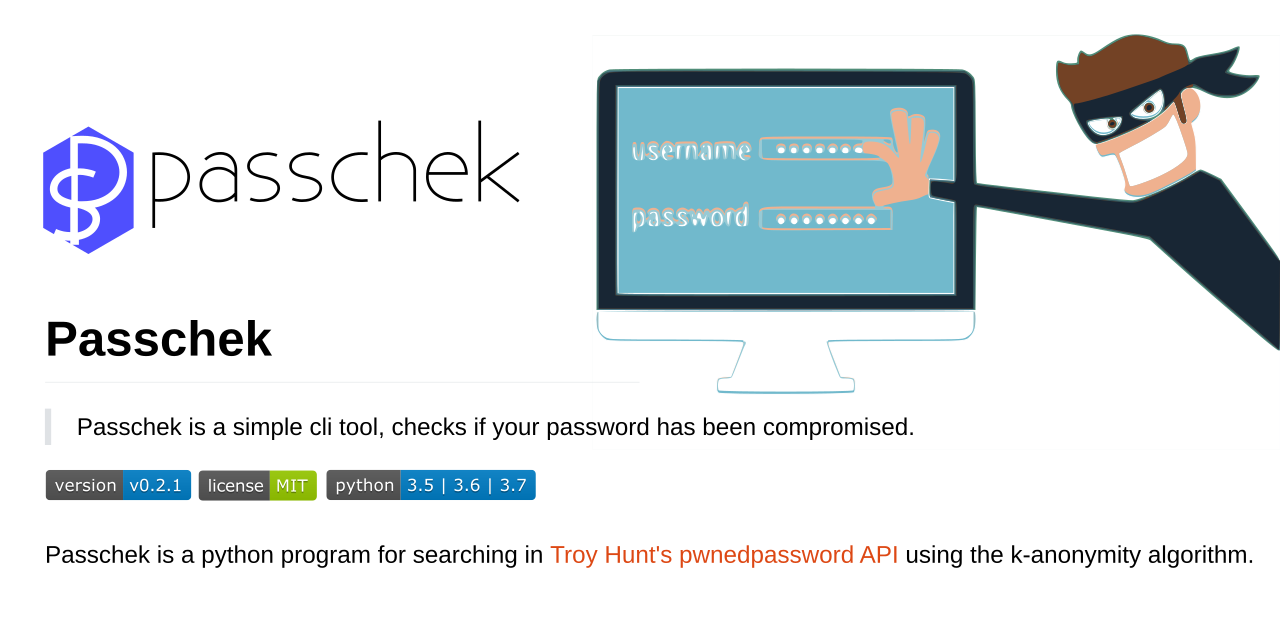 passchek
username
password
Passchek
Passchek is a simple cli tool, checks if your password has been compromised.
version v0.2.1 license MIT python 3.5 | 3.6 | 3.7
Passchek is a python program for searching in Troy Hunt's pwnedpassword API using the k-anonymity algorithm.